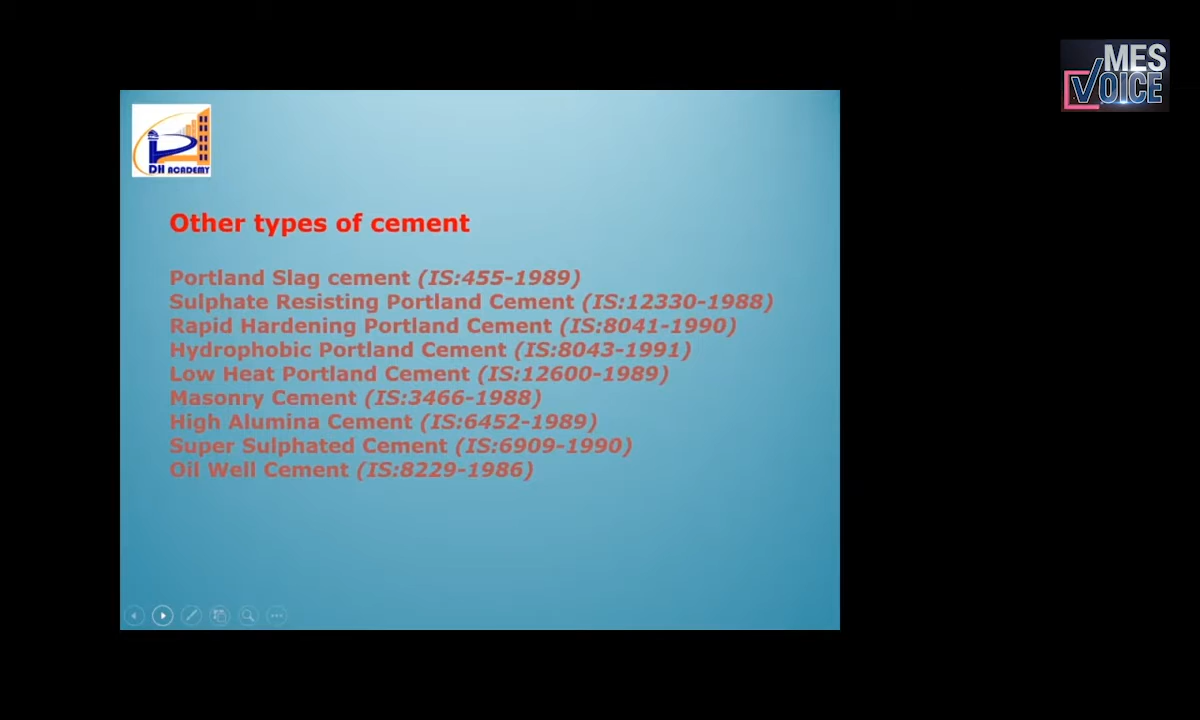 MES
VOICE
DH ACADEMY
Other types of cement
Portland Slag cement (IS:455-1989)
Sulphate Resisting Portland Cement (IS:12330-1988)
Rapid Hardening Portland Cement (IS:8041-1990)
Hydrophobic Portland Cement (IS:8043-1991)
Low Heat Portland Cement (IS:12600-1989)
Masonry Cement (IS:3466-1988)
High Alumina Cement (IS:6452-1989)
Super Sulphated Cement (IS:6909-1990)
Oil Well Cement (IS:8229-1986)